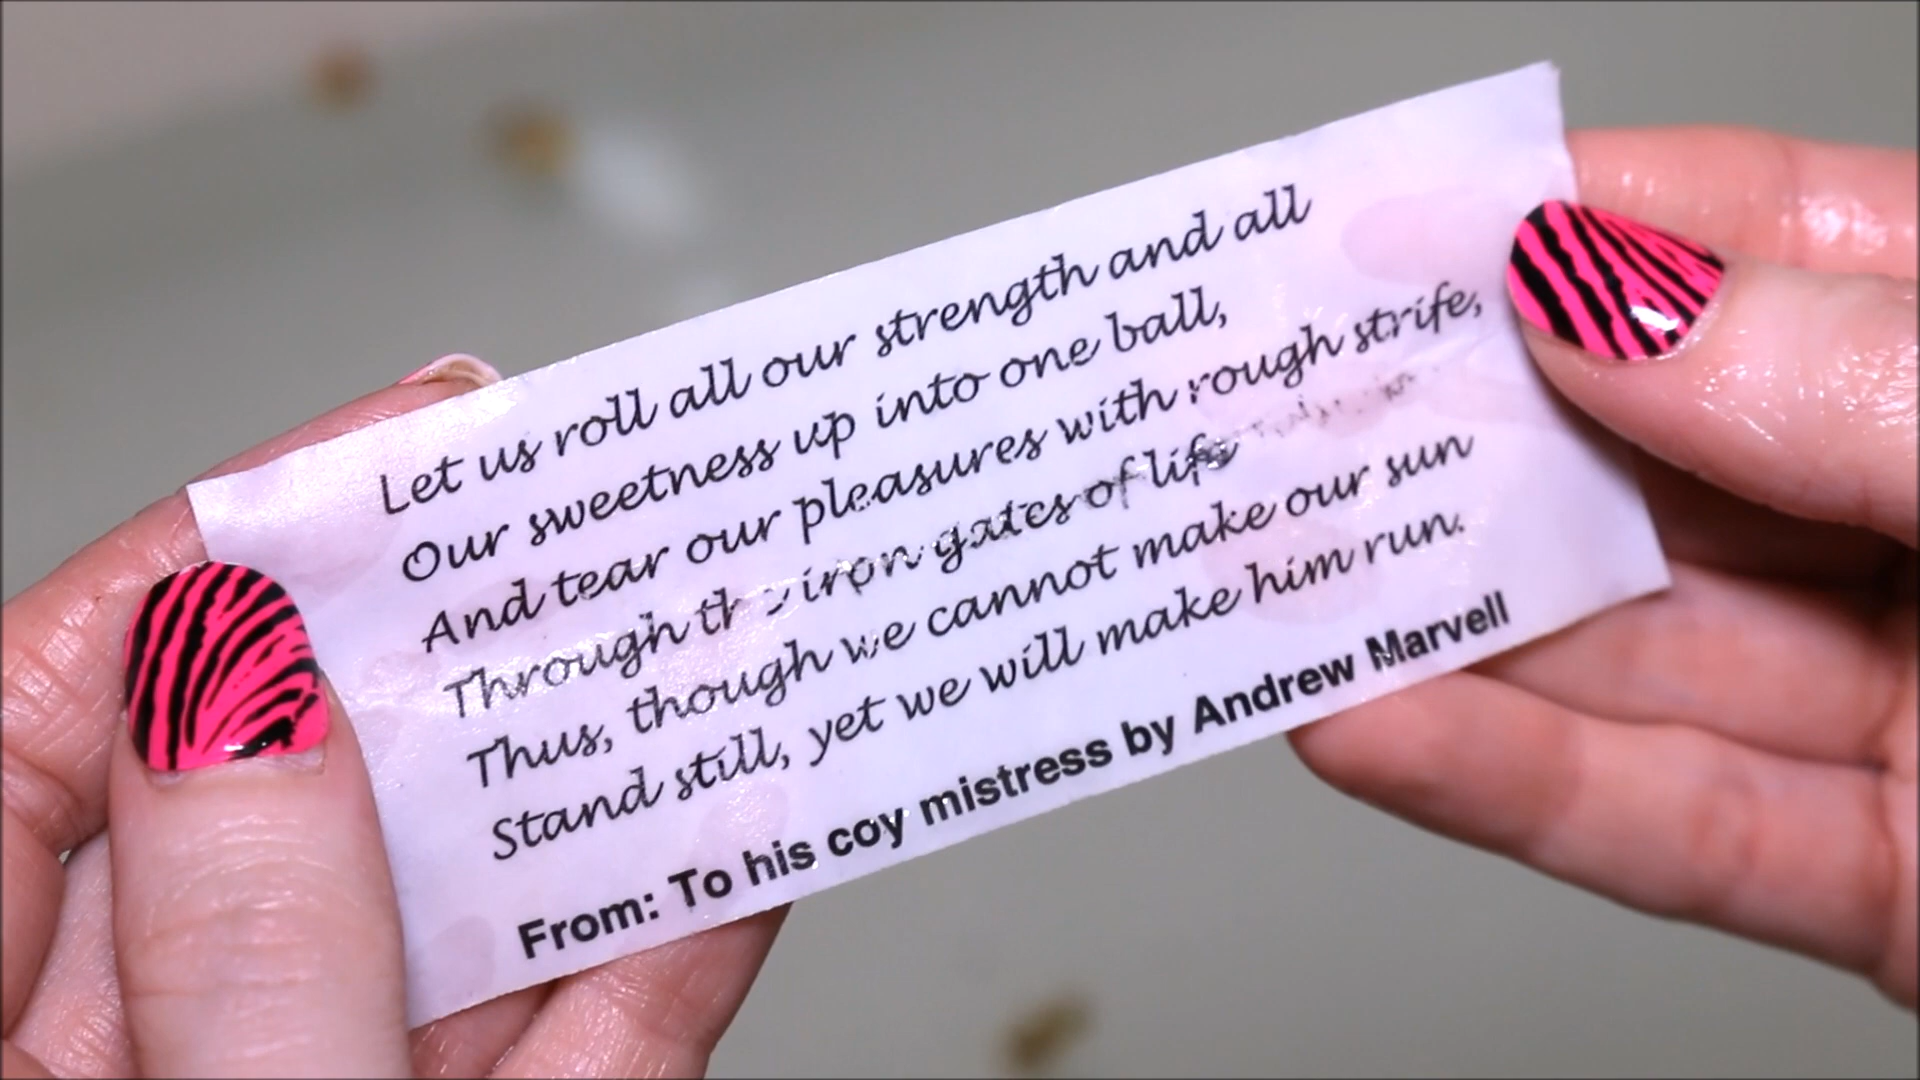 Let us roll all our strength and all
Our sweetness up into one ball,
And tear our pleasures with rough strife,
Through the iron gates of life
Thus, though we cannot make our sun
Stand still, yet we will make him run.
From: To his coy mistress by Andrew Marvell